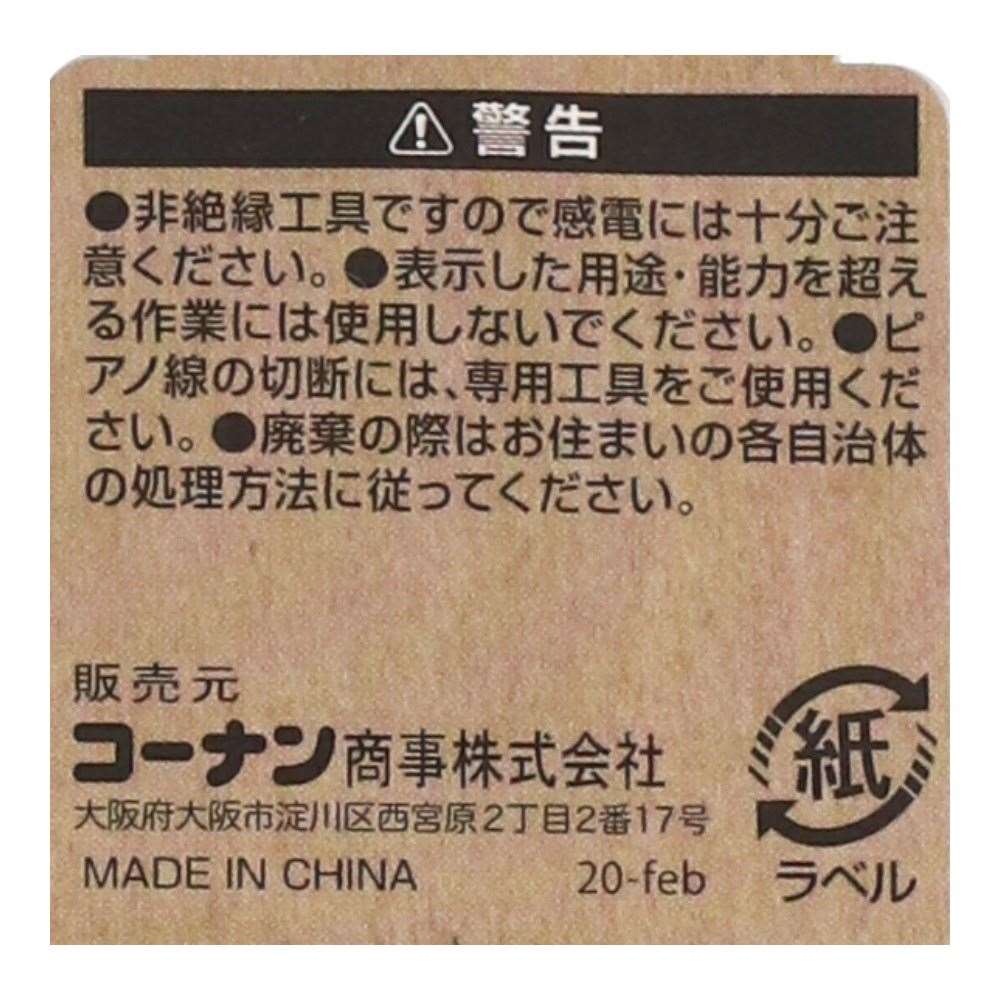 警告
●非絶縁工具ですので感電には十分ご注
意ください。●表示した用途・能力を超え
る作業には使用しないでください。●ピ
アノ線の切断には、専用工具をご使用くだ
さい。●廃棄の際はお住まいの各自治体
の処理方法に従ってください。
販売元
コーナン商事株式会社
大阪府大阪市淀川区西宮原2丁目2番17号
MADE IN CHINA 20-feb
紙
ラベル